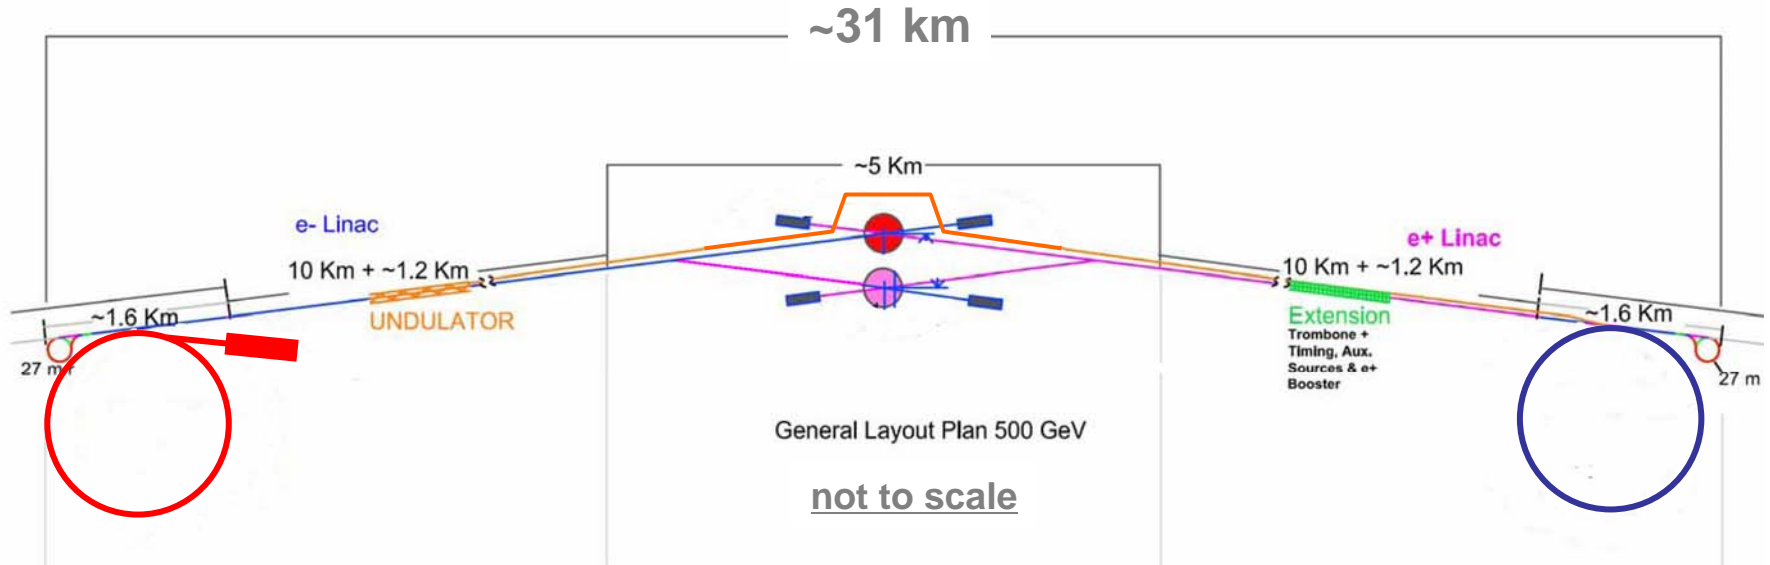 ~31 km
~5 Km
e- Linac
e+ Linac
10 Km + ~1.2 Km
10 Km + ~1.2 Km
~1.6 Km
UNDULATOR
Extension
Trombone +
Timing, Aux.
Sources & e+
Booster
~1.6 Km
27 m r
27 m
General Layout Plan 500 GeV
not to scale